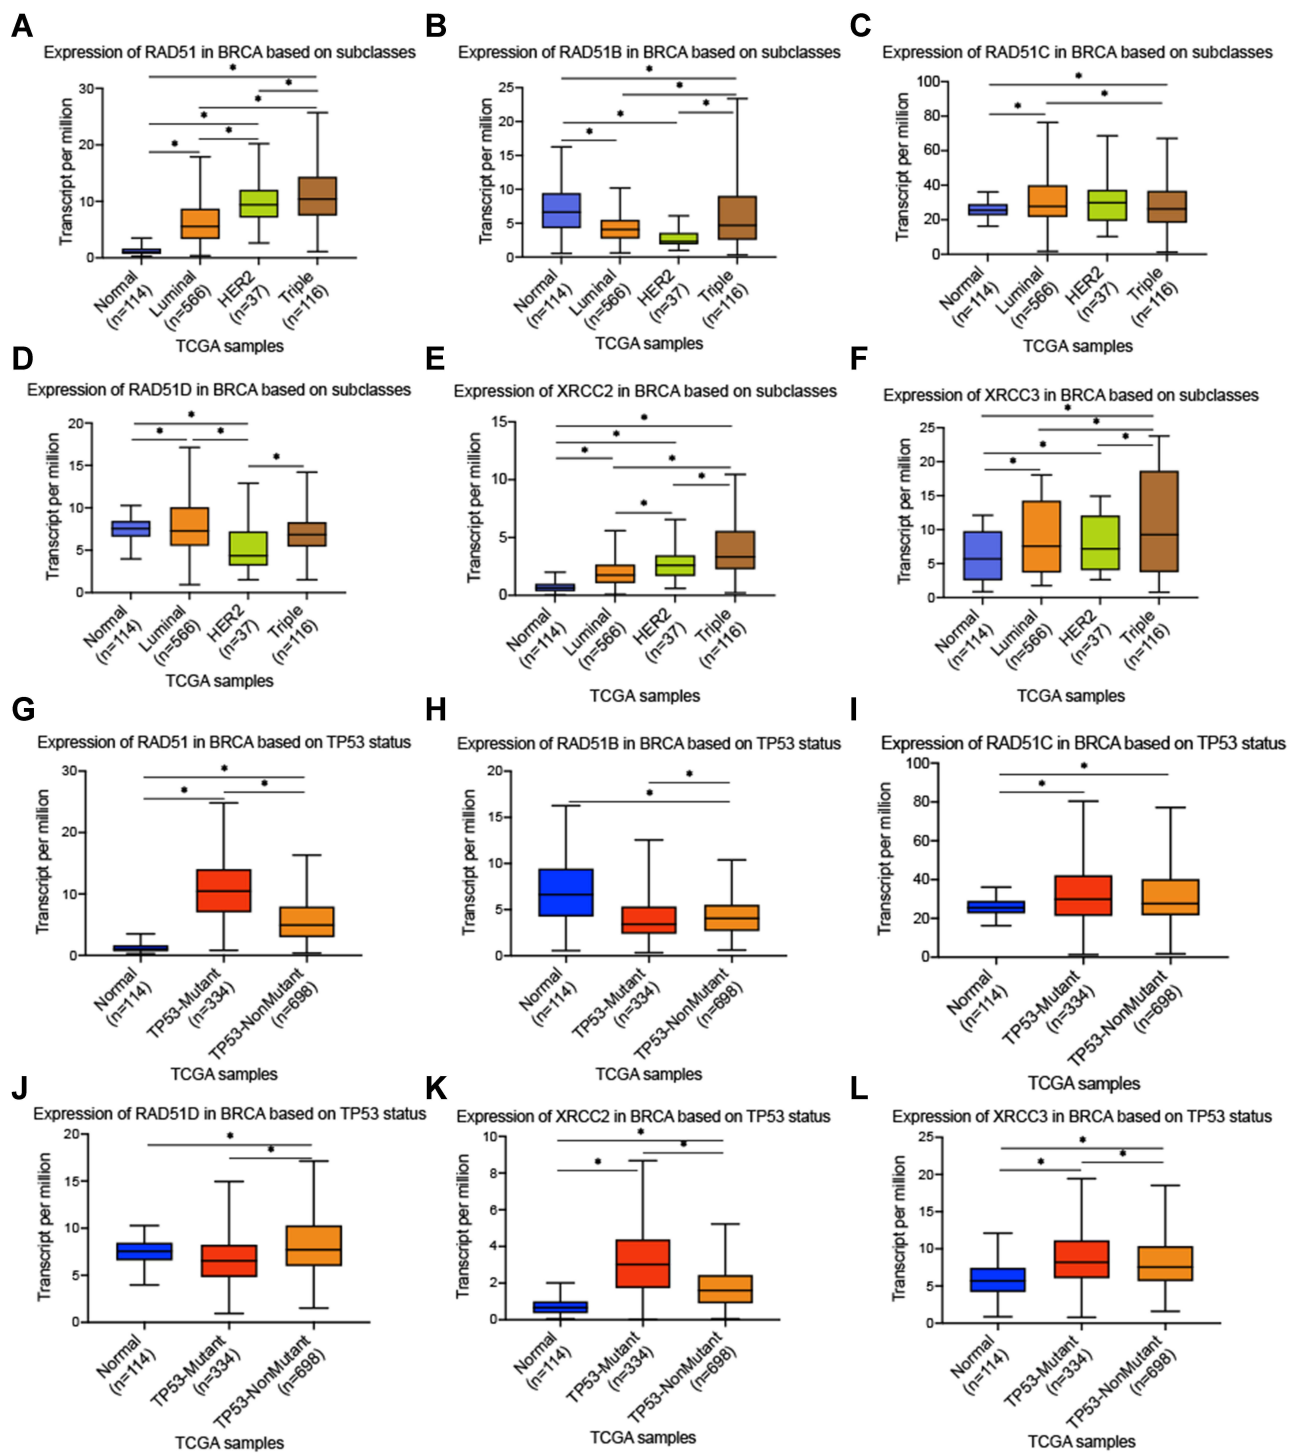 A
Expression of RAD51 in BRCA based on subclasses
Transcript per million
30
20
10
0
Normal
(n=114)
Luminal
(n=566)
HER2
(n=37)
Triple
(n=116)
TCGA samples
B
Expression of RAD51B in BRCA based on subclasses
Transcript per million
25
20
15
10
5
0
Normal
(n=114)
Luminal
(n=566)
HER2
(n=37)
Triple
(n=116)
TCGA samples
C
Expression of RAD51C in BRCA based on subclasses
Transcript per million
100
80
60
40
20
0
Normal
(n=114)
Luminal
(n=566)
HER2
(n=37)
Triple
(n=116)
TCGA samples
D
Expression of RAD51D in BRCA based on subclasses
Transcript per million
20
15
10
5
0
Normal
(n=114)
Luminal
(n=566)
HER2
(n=37)
Triple
(n=116)
TCGA samples
E
Expression of XRCC2 in BRCA based on subclasses
Transcript per million
15
10
5
0
Normal
(n=114)
Luminal
(n=566)
HER2
(n=37)
Triple
(n=116)
TCGA samples
F
Expression of XRCC3 in BRCA based on subclasses
Transcript per million
25
20
15
10
5
0
Normal
(n=114)
Luminal
(n=566)
HER2
(n=37)
Triple
(n=116)
TCGA samples
G
Expression of RAD51 in BRCA based on TP53 status
Transcript per million
30
20
10
0
Normal
(n=114)
TP53-Mutant
(n=334)
TP53-NonMutant
(n=698)
TCGA samples
H
Expression of RAD51B in BRCA based on TP53 status
Transcript per million
20
15
10
5
0
Normal
(n=114)
TP53-Mutant
(n=334)
TP53-NonMutant
(n=698)
TCGA samples
I
Expression of RAD51C in BRCA based on TP53 status
Transcript per million
100
80
60
40
20
0
Normal
(n=114)
TP53-Mutant
(n=334)
TP53-NonMutant
(n=698)
TCGA samples
J
Expression of RAD51D in BRCA based on TP53 status
Transcript per million
20
15
10
5
0
Normal
(n=114)
TP53-Mutant
(n=334)
TP53-NonMutant
(n=698)
TCGA samples
K
Expression of XRCC2 in BRCA based on TP53 status
Transcript per million
10
8
6
4
2
0
Normal
(n=114)
TP53-Mutant
(n=334)
TP53-NonMutant
(n=698)
TCGA samples
L
Expression of XRCC3 in BRCA based on TP53 status
Transcript per million
25
20
15
10
5
0
Normal
(n=114)
TP53-Mutant
(n=334)
TP53-NonMutant
(n=698)
TCGA samples